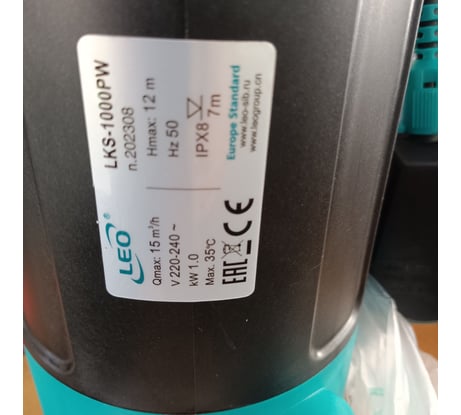 LEO®
LKS-1000PW
n.202308
Qmax: 15 m³/h
Hmax: 12 m
V 220-240 ~
Hz 50
kW 1.0
IPX8 7m
Max. 35℃
Europe Standard
www.leo-sib.ru
www.leogroup.cn
EAC CE